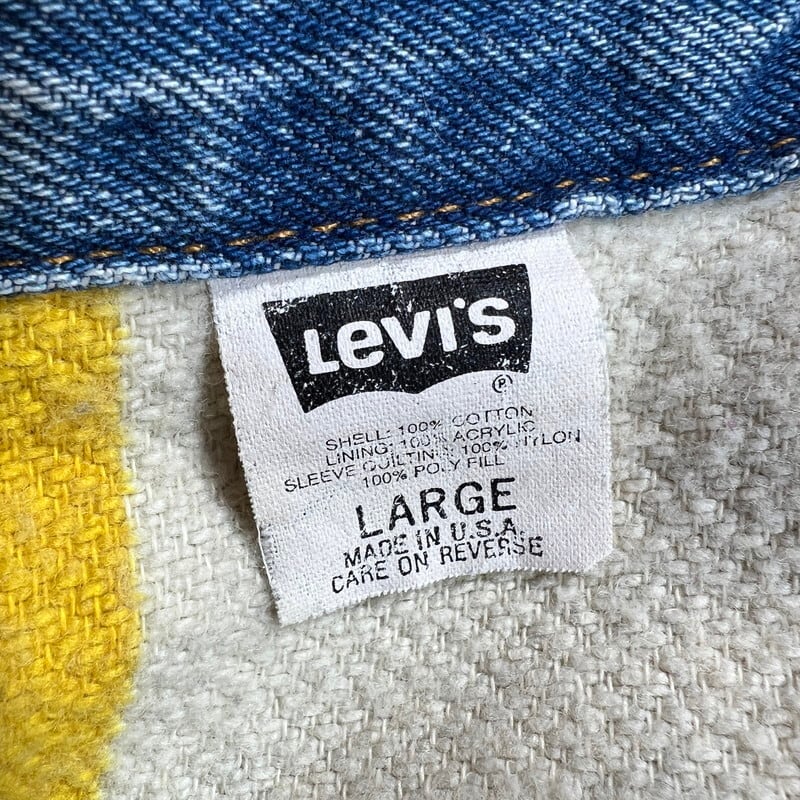 Levi's
SHELL: 100% COTTON
LINING: 100% ACRYLIC
SLEEVE QUILTING: 100% NYLON
100% POLY FILL
LARGE
MADE IN U.S.A.
CARE ON REVERSE